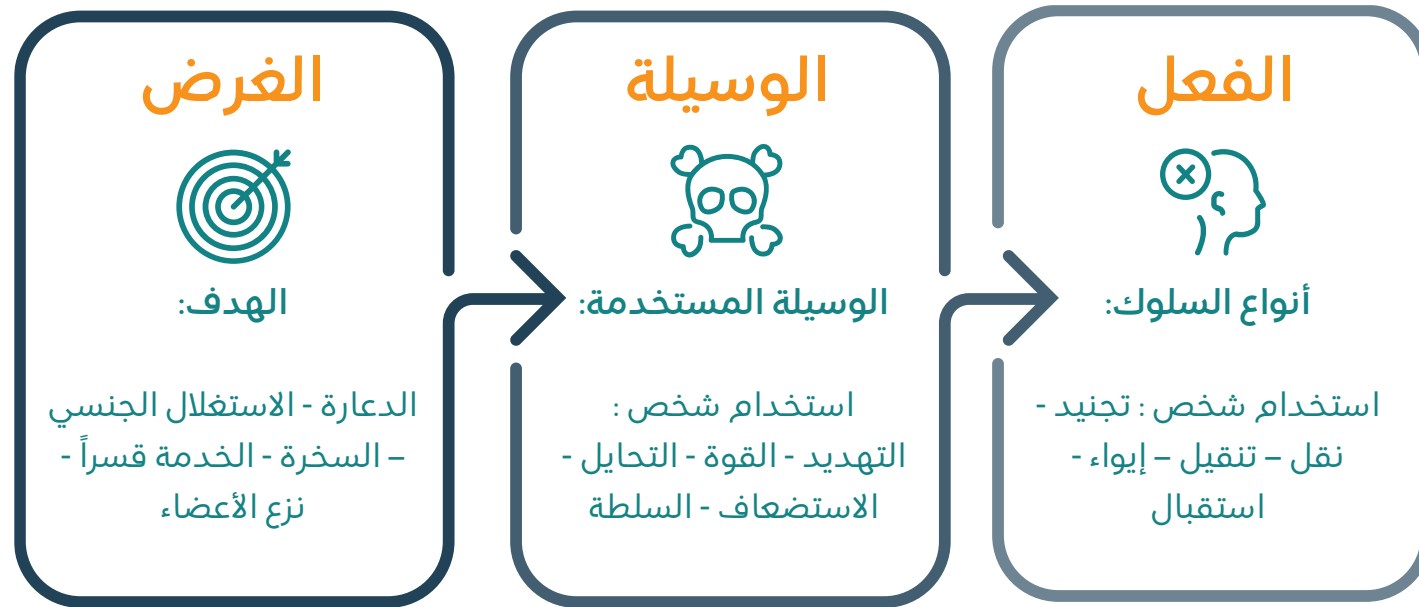 الفعل
أنواع السلوك:
استخدام شخص : تجنيد -
نقل – تنقيل – إيواء -
استقبال
الوسيلة
الوسيلة المستخدمة:
استخدام شخص :
التهديد - القوة - التحايل -
الاستضعاف - السلطة
الغرض
الهدف:
الدعارة - الاستغلال الجنسي
– السخرة - الخدمة قسراً -
نزع الأعضاء